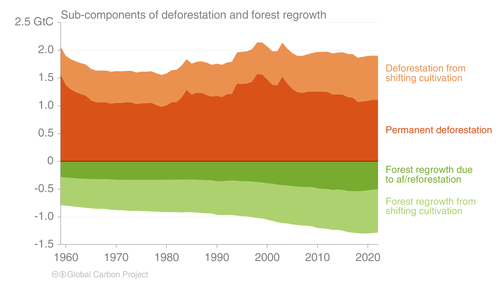 Sub-components of deforestation and forest regrowth
2.5 GtC
2.0
1.5
1.0
0.5
0
-0.5
-1.0
-1.5
1960 1970 1980 1990 2000 2010 2020
Deforestation from
shifting cultivation
Permanent deforestation
Forest regrowth due
to af/reforestation
Forest regrowth from
shifting cultivation
Global Carbon Project